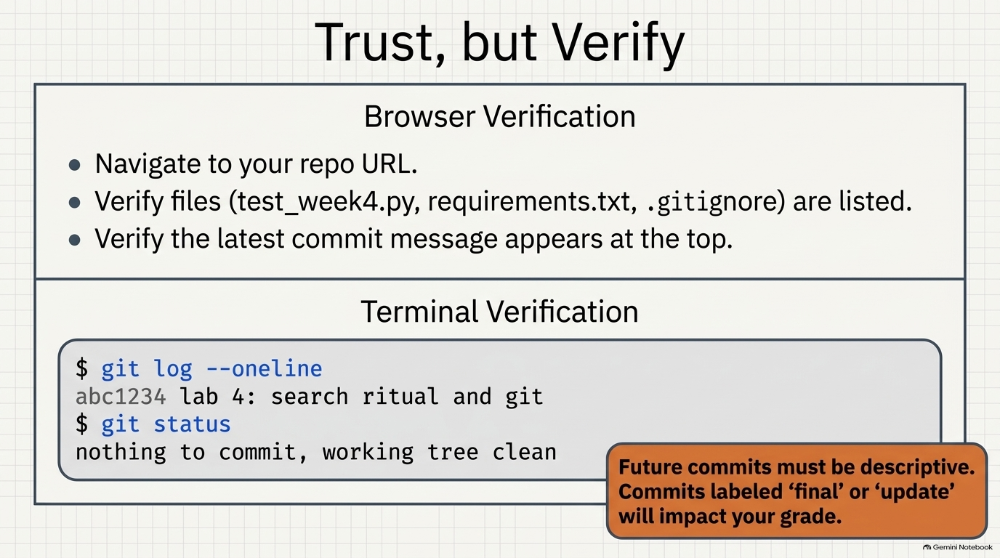 Trust, but Verify
Browser Verification
● Navigate to your repo URL.
● Verify files (test_week4.py, requirements.txt, .gitignore) are listed.
● Verify the latest commit message appears at the top.
Terminal Verification
$ git log --oneline
abc1234 lab 4: search ritual and git
$ git status
nothing to commit, working tree clean
Future commits must be descriptive.
Commits labeled ‘final’ or ‘update’
will impact your grade.
Gemini Notebook